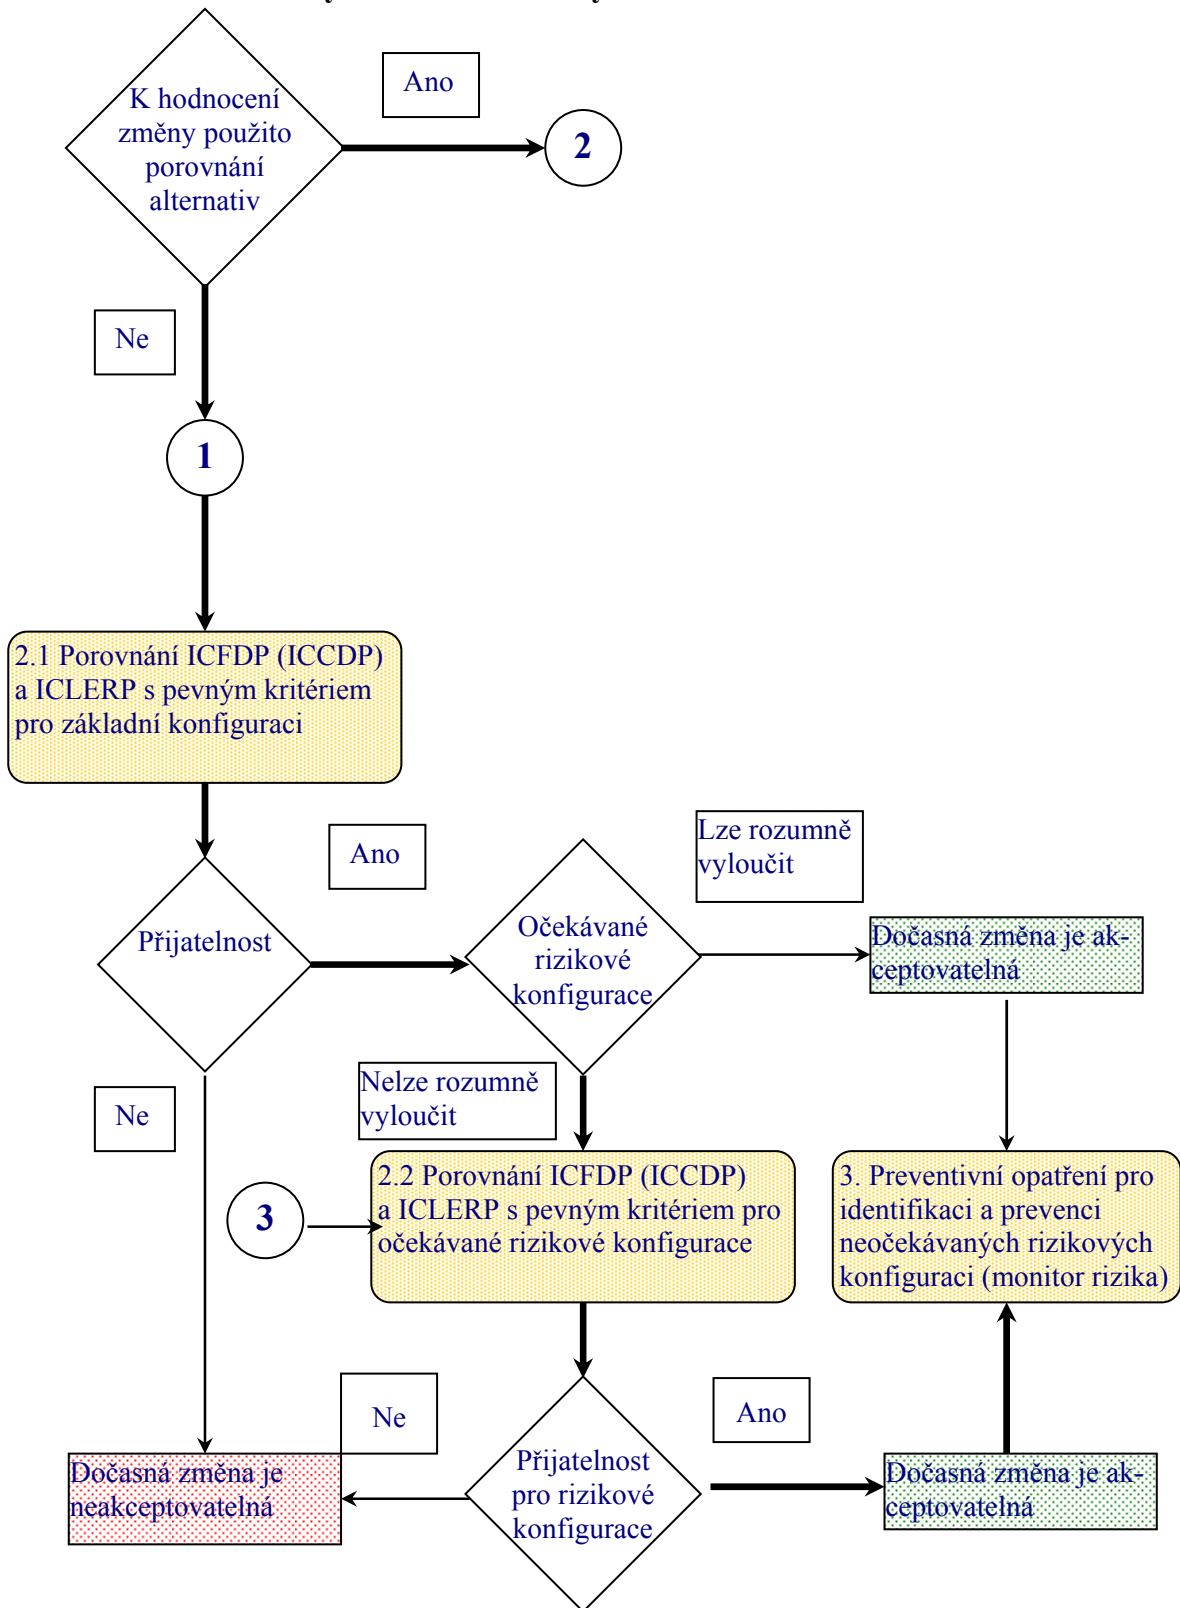 Ano
K hodnocení
změny použito
porovnání
alternativ
2
Ne
1
2.1 Porovnání ICFDP (ICCDP)
a ICLERP s pevným kritériem
pro základní konfiguraci
Lze rozumně
vyloučit
Ano
Přijatelnost
Očekávané
rizikové
konfigurace
Dočasná změna je ak-
ceptovatelná
Ne
Nelze rozumně
vyloučit
3
2.2 Porovnání ICFDP (ICCDP)
a ICLERP s pevným kritériem pro
očekávané rizikové konfigurace
3. Preventivní opatření pro
identifikaci a prevenci
neočekávaných rizikových
konfiguraci (monitor rizika)
Ne
Ano
Dočasná změna je
neakceptovatelná
Přijatelnost
pro rizikové
konfigurace
Dočasná změna je ak-
ceptovatelná